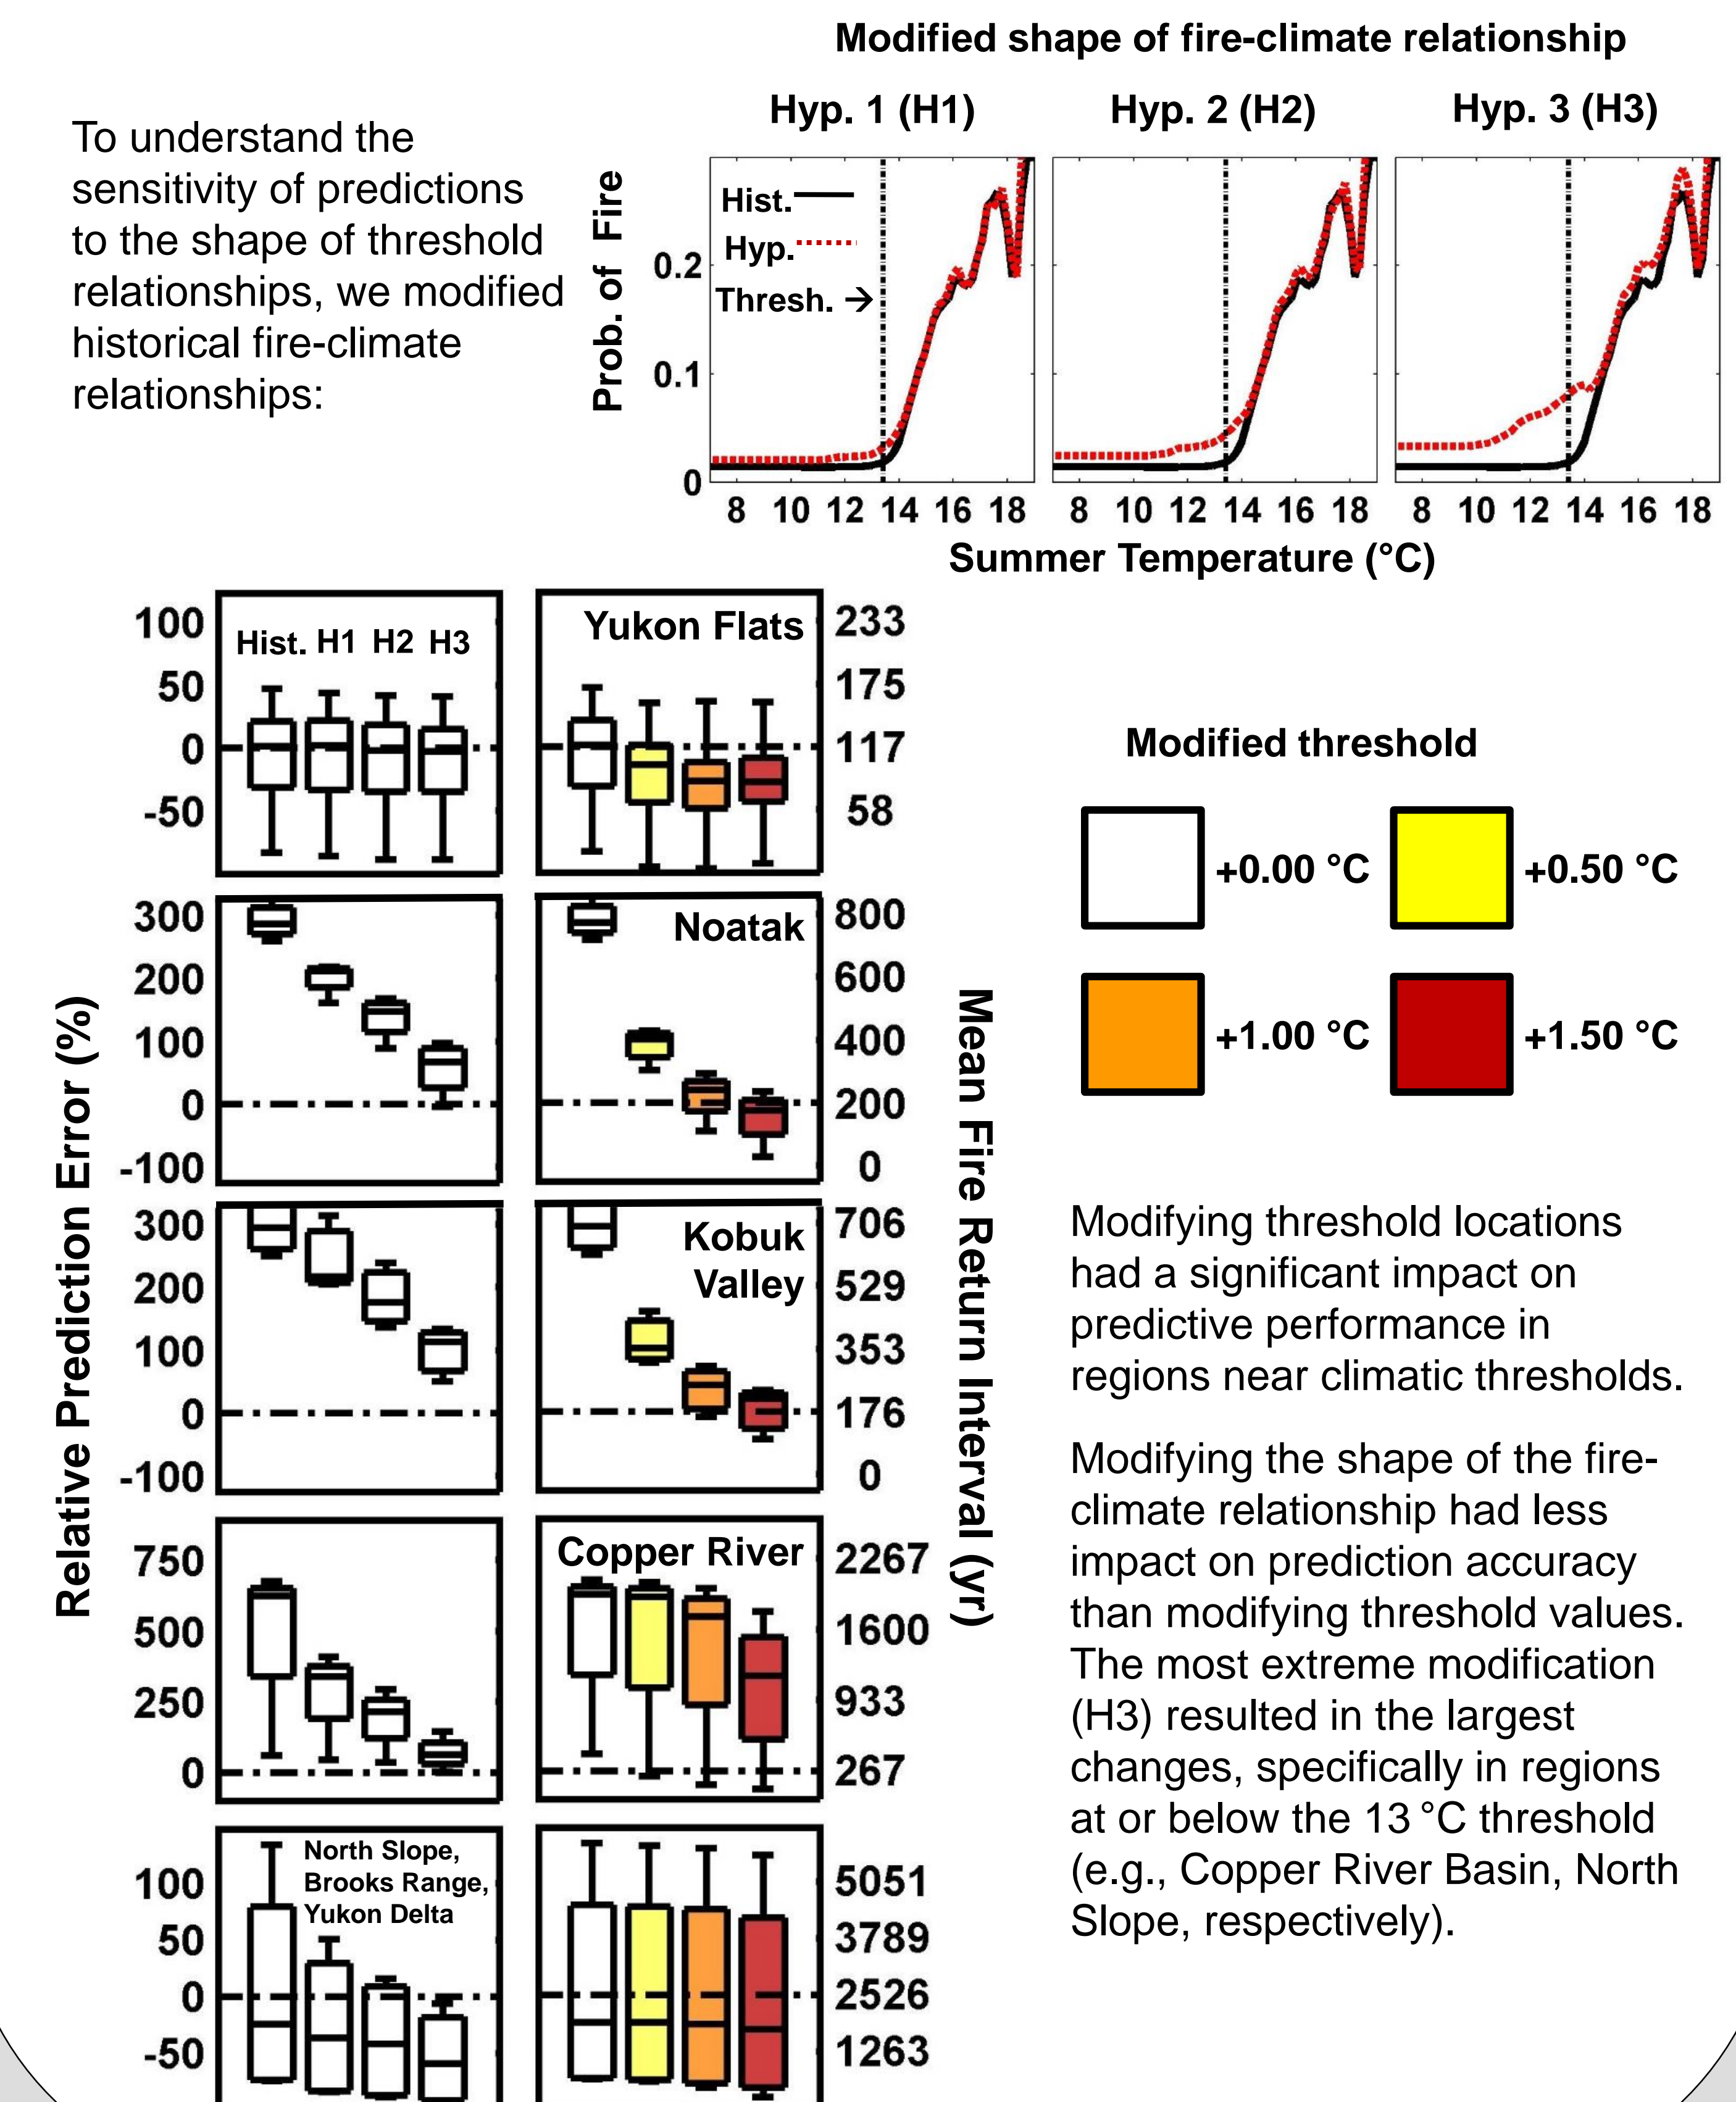 Modified shape of fire-climate relationship
Hyp. 1 (H1) Hyp. 2 (H2) Hyp. 3 (H3)
To understand the
sensitivity of predictions
to the shape of threshold
relationships, we modified
historical fire-climate
relationships:
Prob. of Fire
0.2
0.1
0
Hist.
Hyp.
Thresh. →
8 10 12 14 16 18
8 10 12 14 16 18
8 10 12 14 16 18
Summer Temperature (°C)
Relative Prediction Error (%)
100
50
0
-50
Hist. H1 H2 H3
Yukon Flats
233
175
117
58
300
200
100
0
-100
Noatak
800
600
400
200
0
300
200
100
0
-100
Kobuk
Valley
706
529
353
176
0
750
500
250
0
Copper River
2267
1600
933
267
100
50
0
-50
North Slope,
Brooks Range,
Yukon Delta
5051
3789
2526
1263
Mean Fire Return Interval (yr)
Modified threshold
+0.00 °C +0.50 °C
+1.00 °C +1.50 °C
Modifying threshold locations
had a significant impact on
predictive performance in
regions near climatic thresholds.
Modifying the shape of the fire-
climate relationship had less
impact on prediction accuracy
than modifying threshold values.
The most extreme modification
(H3) resulted in the largest
changes, specifically in regions
at or below the 13 °C threshold
(e.g., Copper River Basin, North
Slope, respectively).